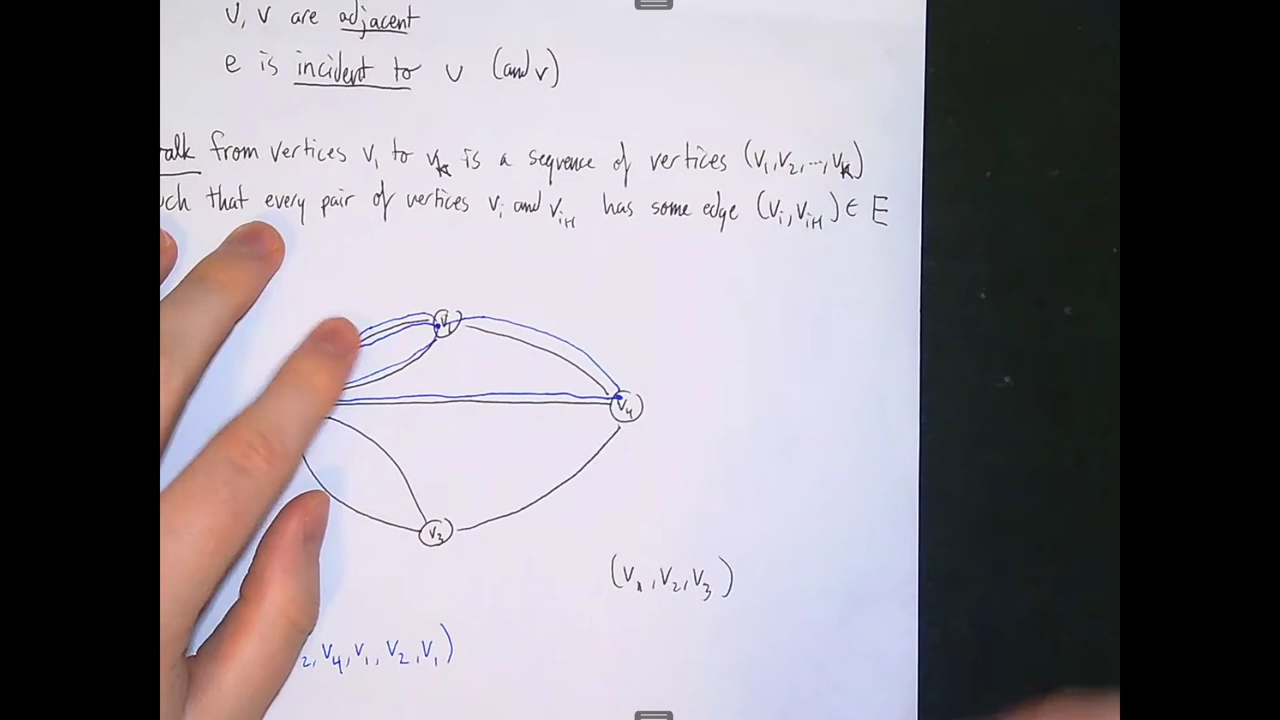 U, V are adjacent
e is incident to U (and v)
alk from vertices V₁ to Vₖ is a sequence of vertices (V₁,V₂,...,Vₖ)
uch that every pair of vertices Vᵢ and Vᵢ₊₁ has some edge (Vᵢ,Vᵢ₊₁) ∈ E
V₁
V₄
V₃
(V₁,V₂,V₃)
₂,V₄,V₁,V₂,V₁)